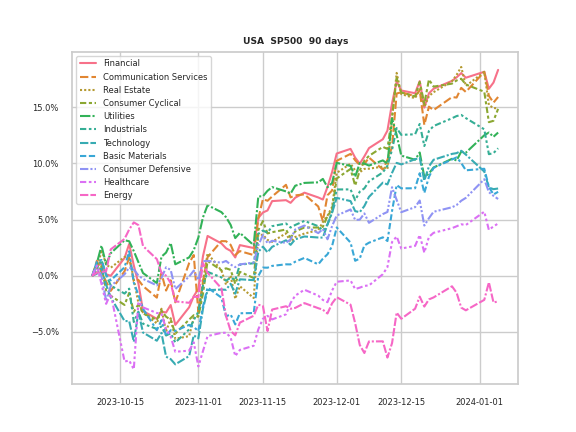 USA SP500 90 days
Financial
Communication Services
Real Estate
Consumer Cyclical
Utilities
Industrials
Technology
Basic Materials
Consumer Defensive
Healthcare
Energy
15.0%
10.0%
5.0%
0.0%
−5.0%
2023-10-15
2023-11-01
2023-11-15
2023-12-01
2023-12-15
2024-01-01